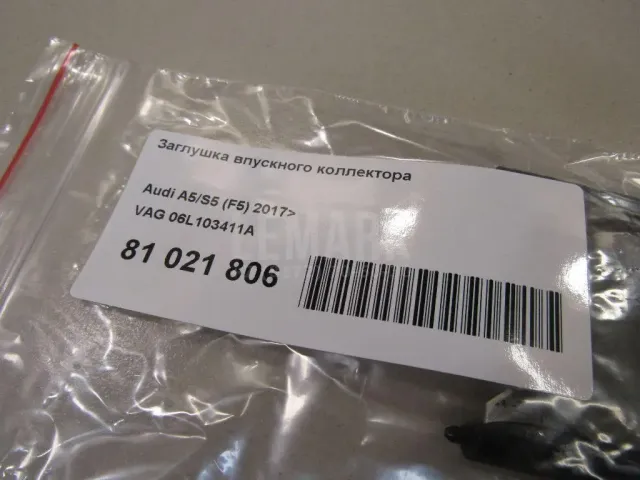 Заглушка впускного коллектора
Audi A5/S5 (F5) 2017>
VAG 06L103411A
81 021 806